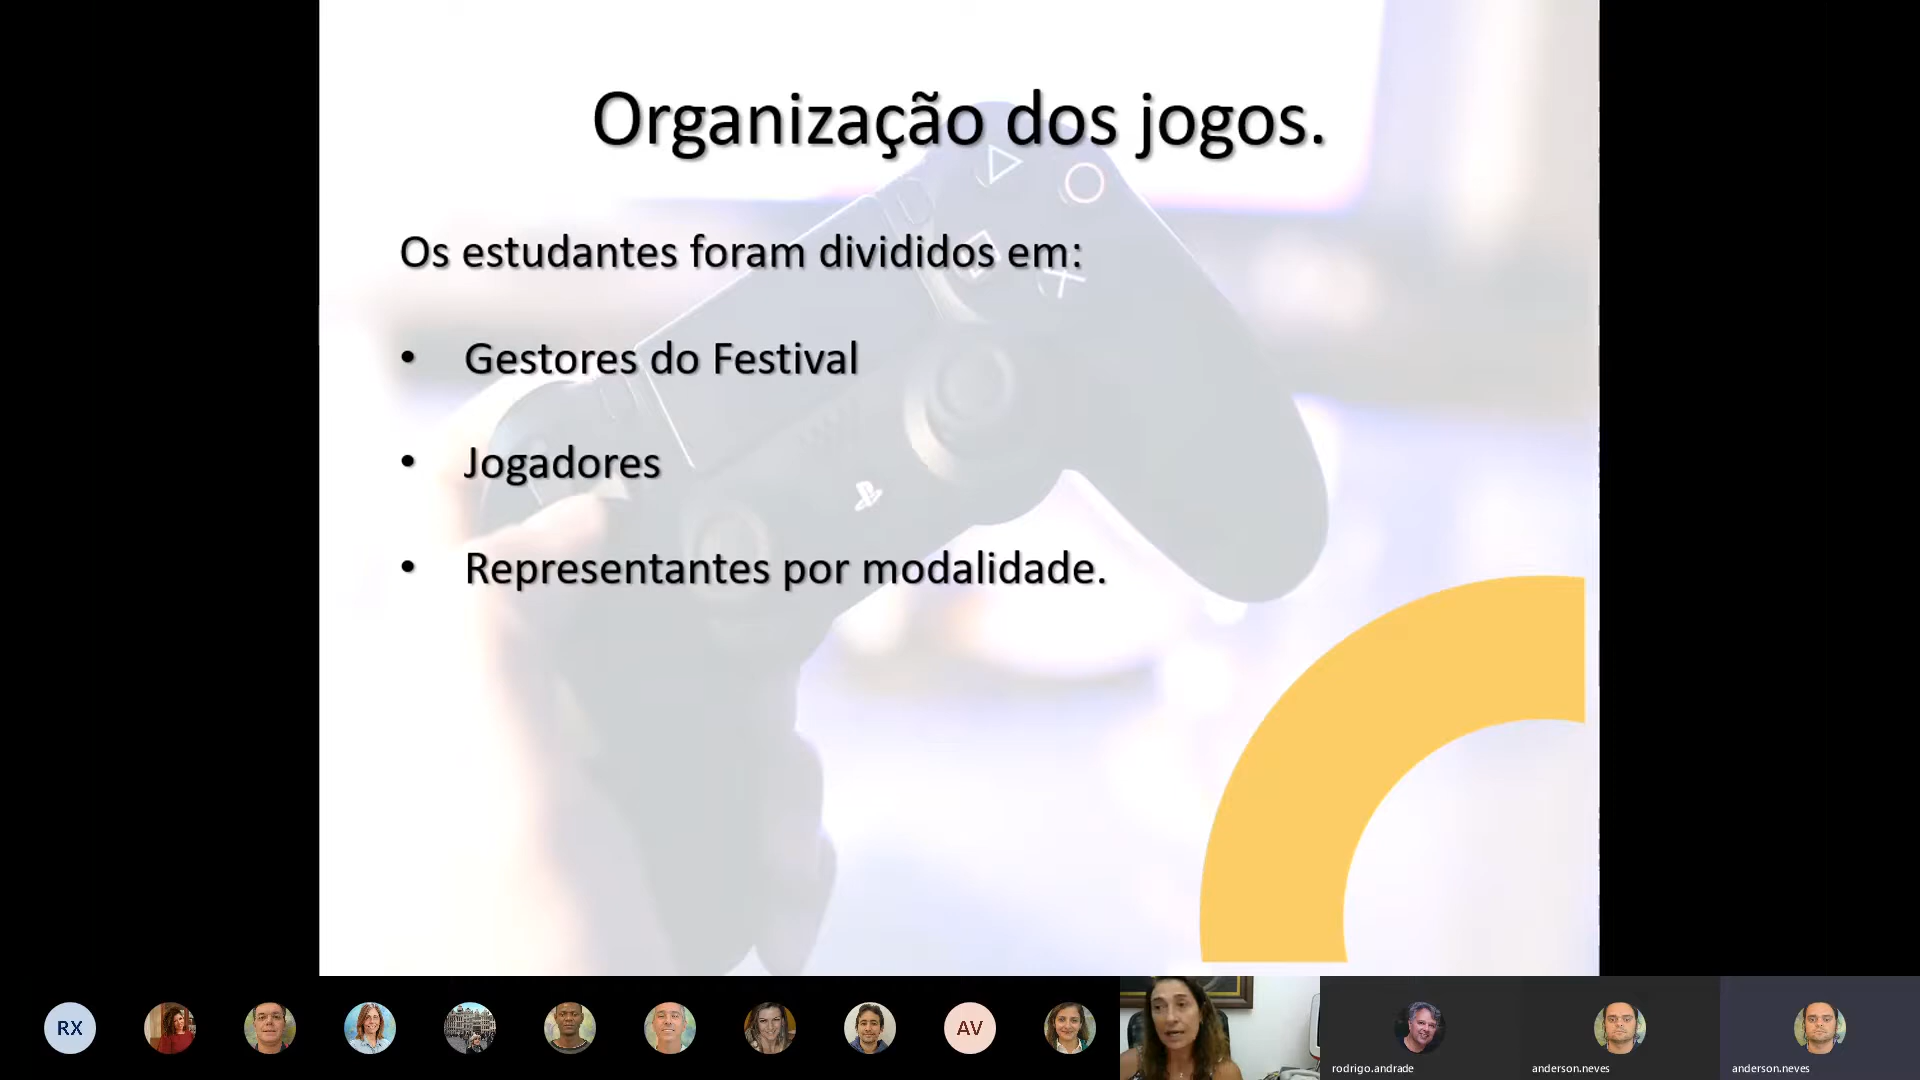 Organização dos jogos.
Os estudantes foram divididos em:
• Gestores do Festival
• Jogadores
• Representantes por modalidade.
RX
AV
rodrigo.andrade
anderson.neves
anderson.neves